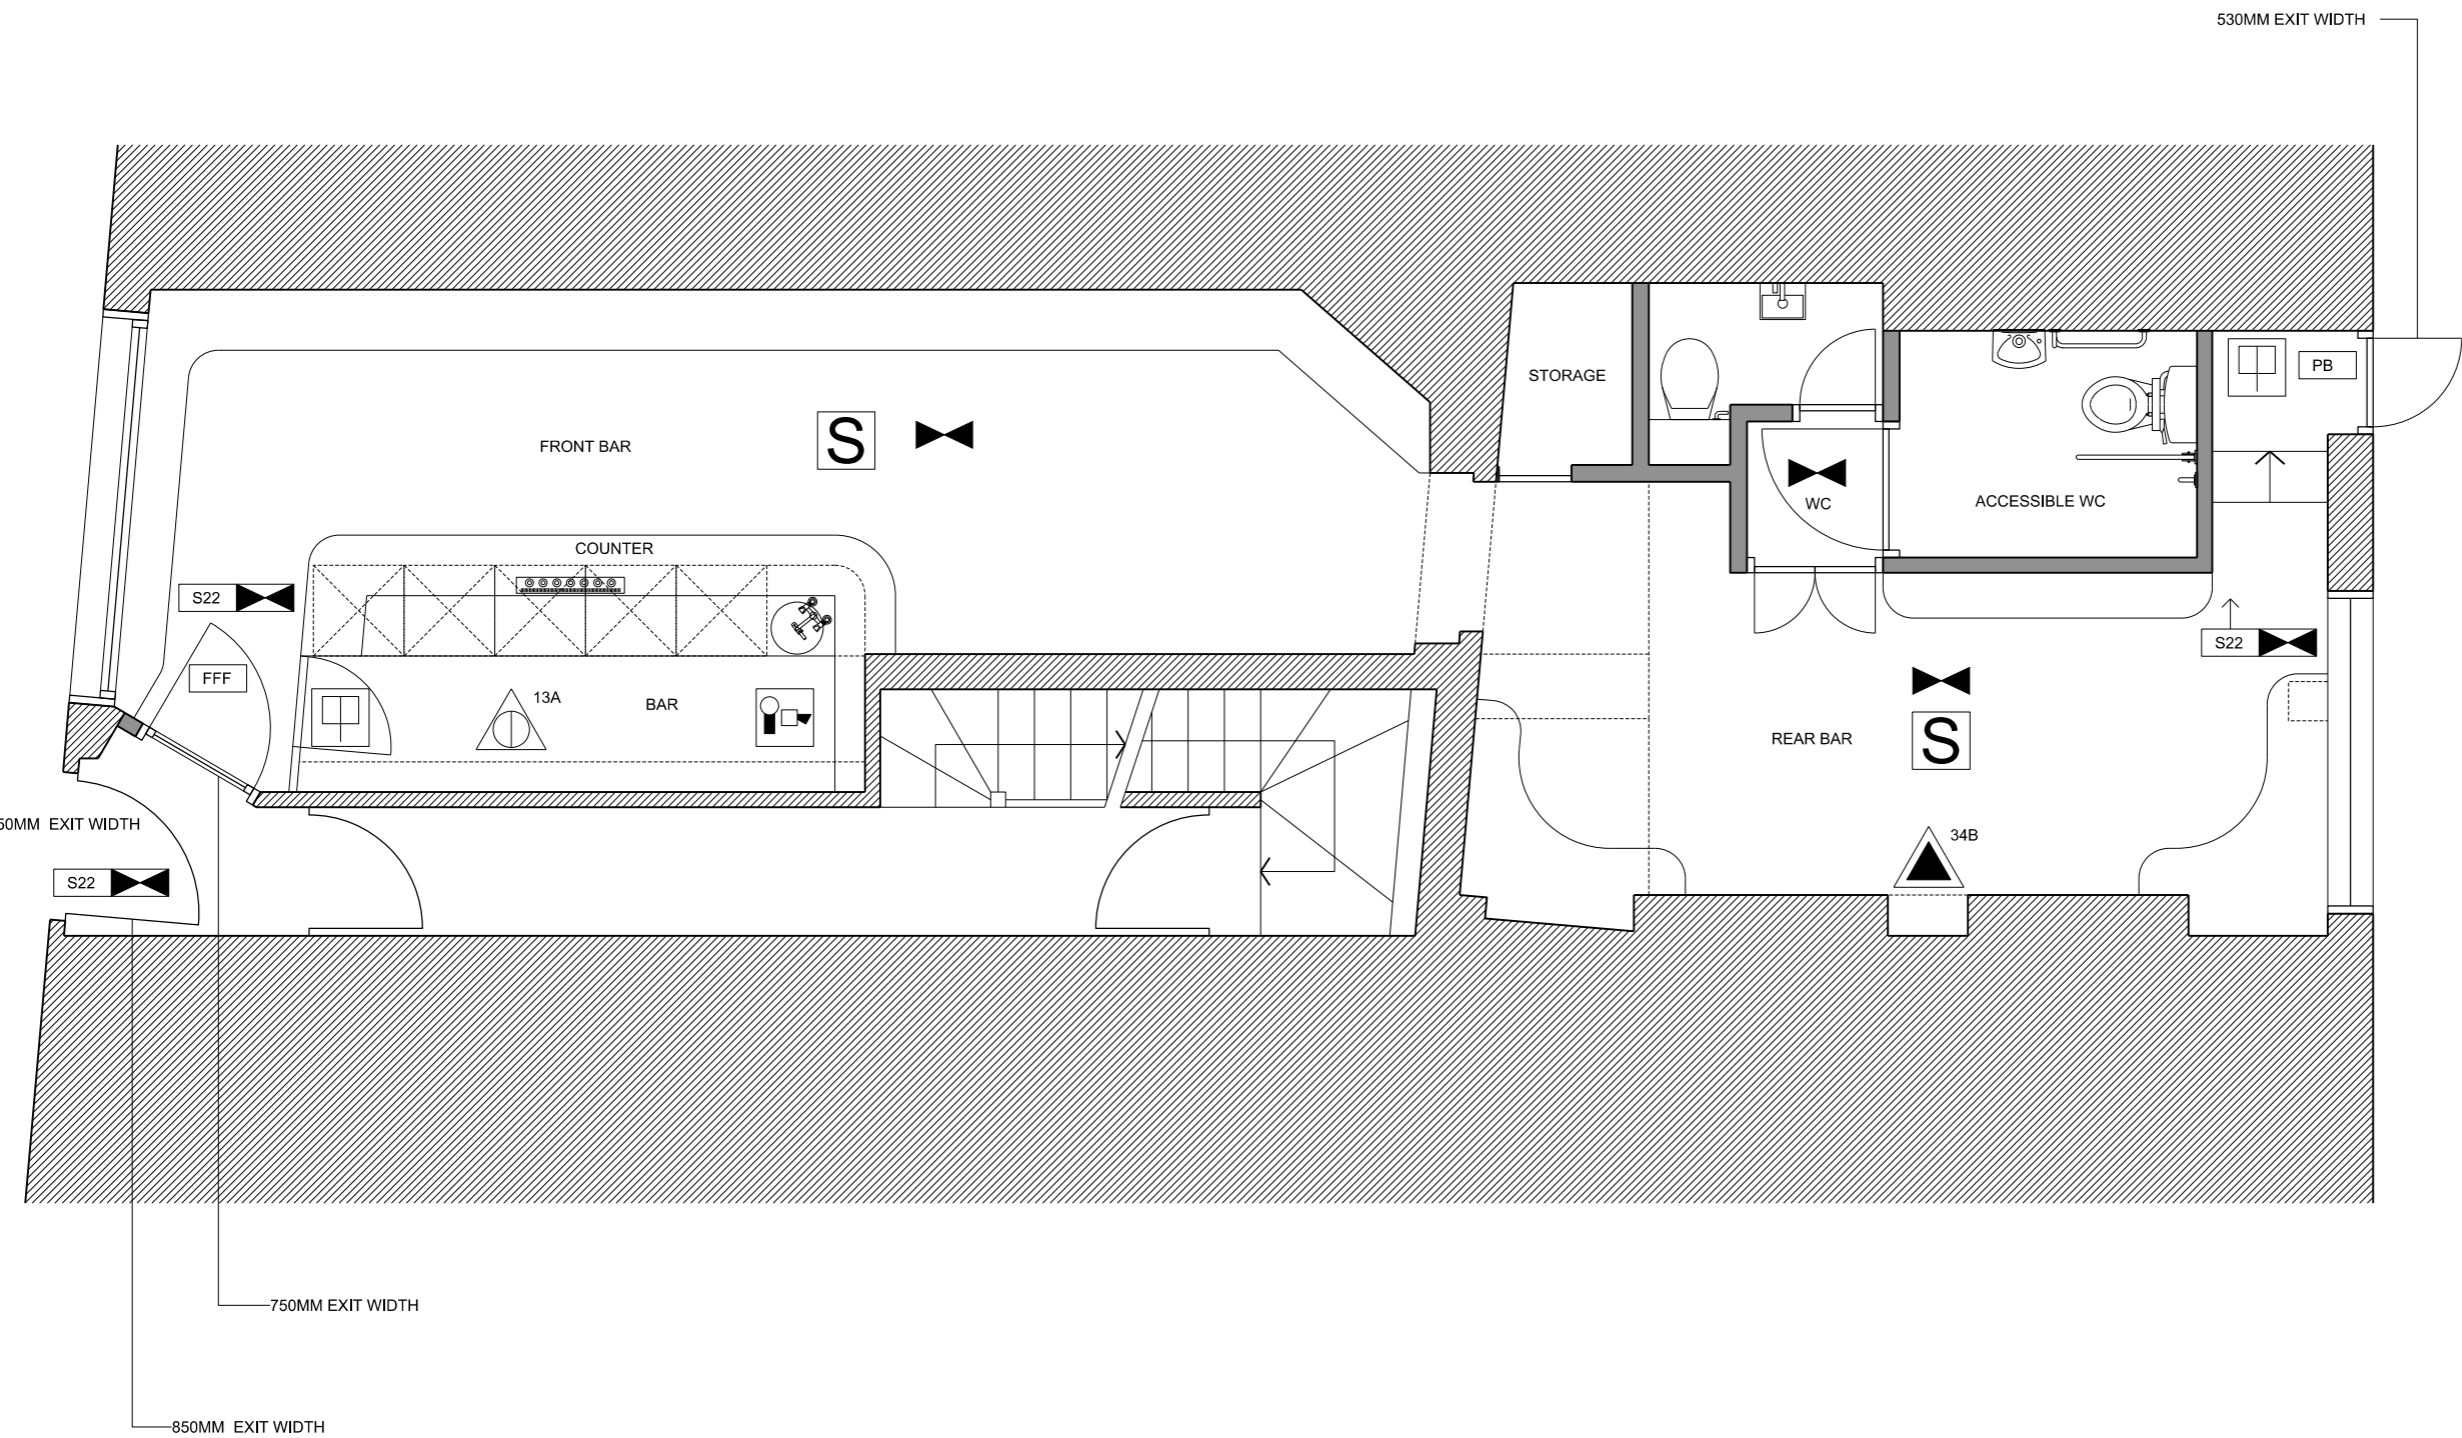 530MM EXIT WIDTH
STORAGE
PB
FRONT BAR
S
WC
ACCESSIBLE WC
COUNTER
S22
S22
FFF
13A
BAR
REAR BAR
S
50MM EXIT WIDTH
34B
S22
750MM EXIT WIDTH
850MM EXIT WIDTH